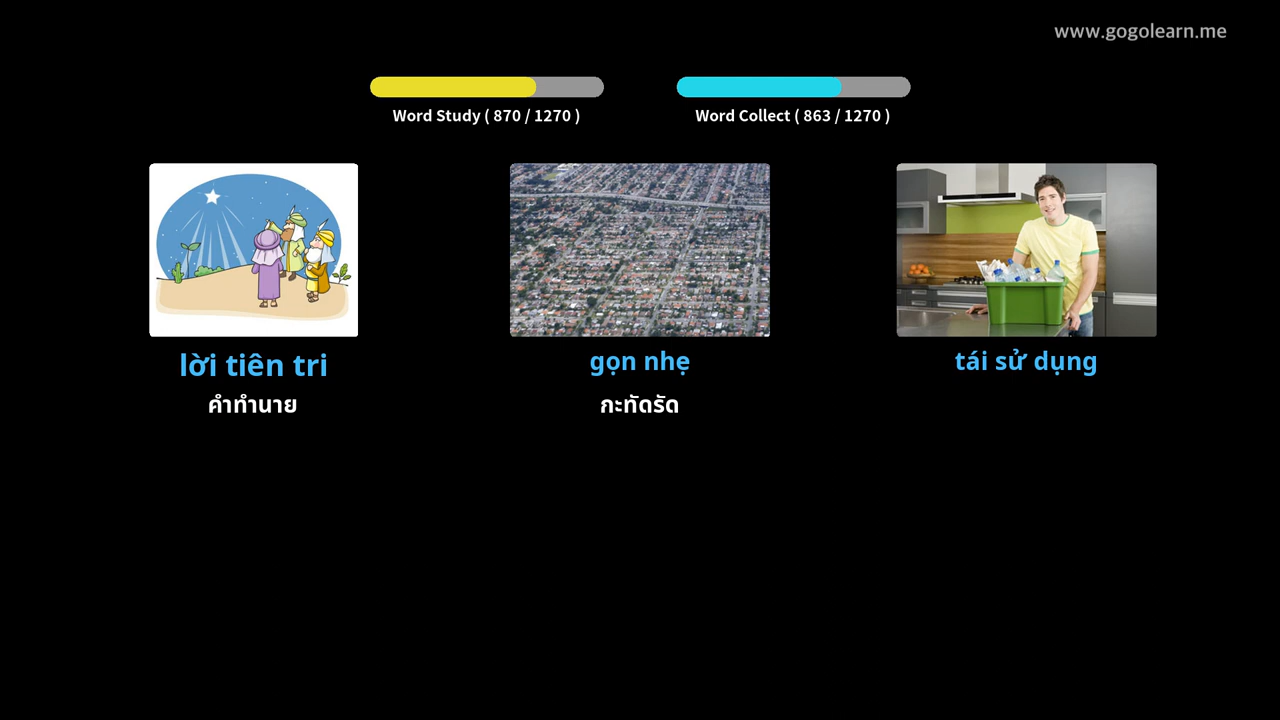 www.gogolearn.me
Word Study ( 870 / 1270 )
Word Collect ( 863 / 1270 )
lời tiên tri
gọn nhẹ
tái sử dụng
คำทำนาย
กะทัดรัด